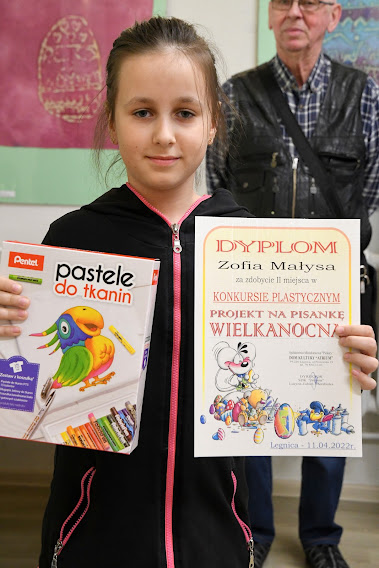 Pentel
pastele
do tkanin
DYPLOM
Zofia Małysa
za zdobycie II miejsca w
KONKURSIE PLASTYCZNYM
PROJEKT NA PISANKĘ
WIELKANOCNĄ
Legnica - 11.04.2022r.